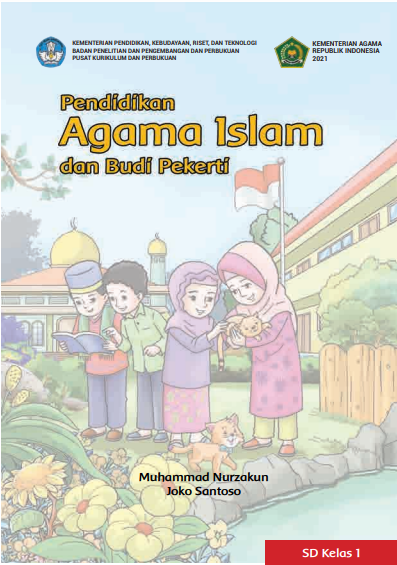 KEMENTERIAN PENDIDIKAN, KEBUDAYAAN, RISET, DAN TEKNOLOGI
BADAN PENELITIAN DAN PENGEMBANGAN DAN PERBUKUAN
PUSAT KURIKULUM DAN PERBUKUAN
KEMENTERIAN AGAMA
REPUBLIK INDONESIA
2021
Pendidikan
Agama Islam
dan Budi Pekerti
Muhammad Nurzakun
Joko Santoso
SD Kelas 1